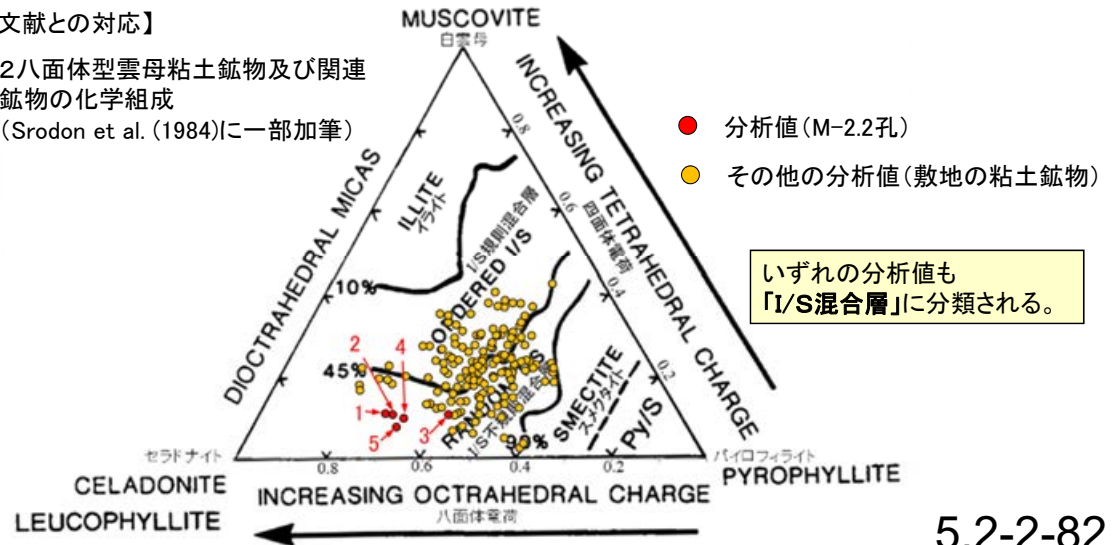 文献との対応】
2八面体型雲母粘土鉱物及び関連
鉱物の化学組成
(Srodon et al. (1984)に一部加筆)
MUSCOVITE
白雲母
分析値(M-2.2孔)
その他の分析値(敷地の粘土鉱物)
いずれの分析値も
「I/S混合層」に分類される。
DIOCTRAHEDRAL MICAS
INCREASING TETRAHEDRAL CHARGE
四面体電荷
0.8
0.6
0.4
0.2
ILLITE
イライト
I/S規則混合層
ORDERED I/S
10%
45%
90%
RANDOM I/S
I/S不規則混合層
SMECTITE
スメクタイト
Py/S
2
4
1
5
3
セラドナイト
CELADONITE
LEUCOPHYLLITE
0.8
0.6
0.4
0.2
パイロフィライト
PYROPHYLLITE
INCREASING OCTRAHEDRAL CHARGE
八面体電荷
5.2-2-82